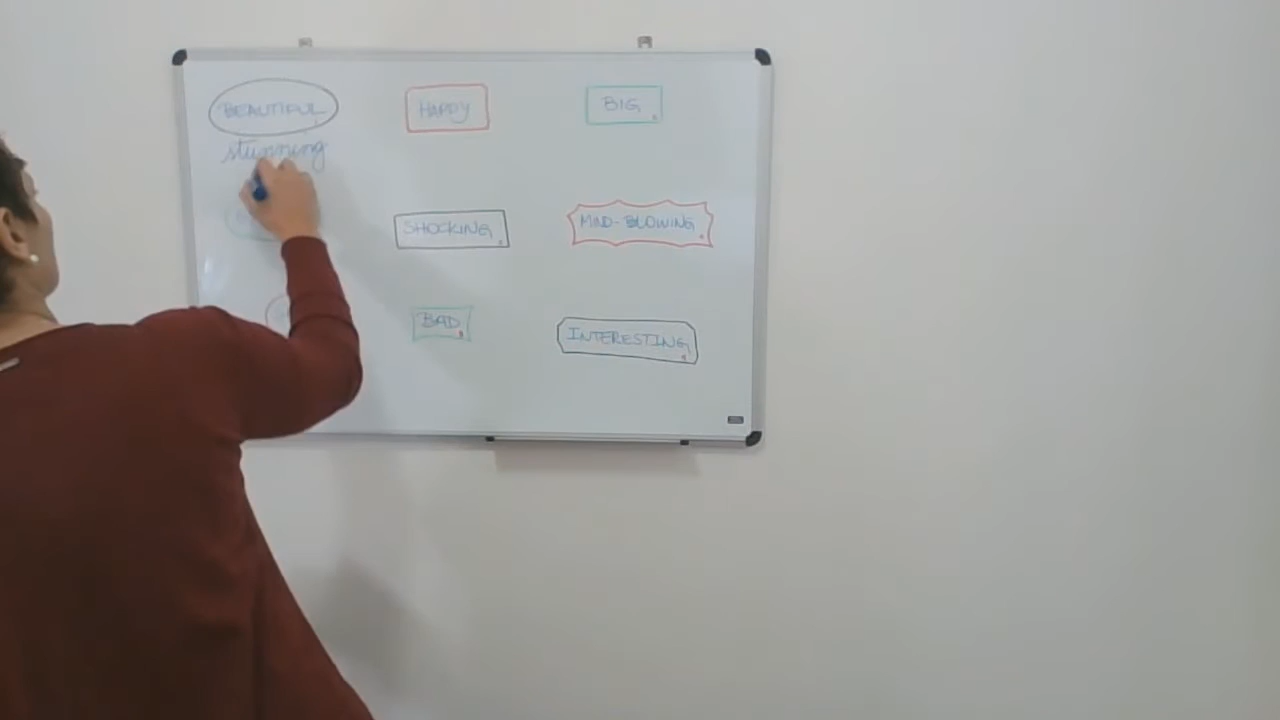 BEAUTIFUL
HAPPY
BIG
stunning
SHOCKING
MIND-BLOWING
BAD
INTERESTING